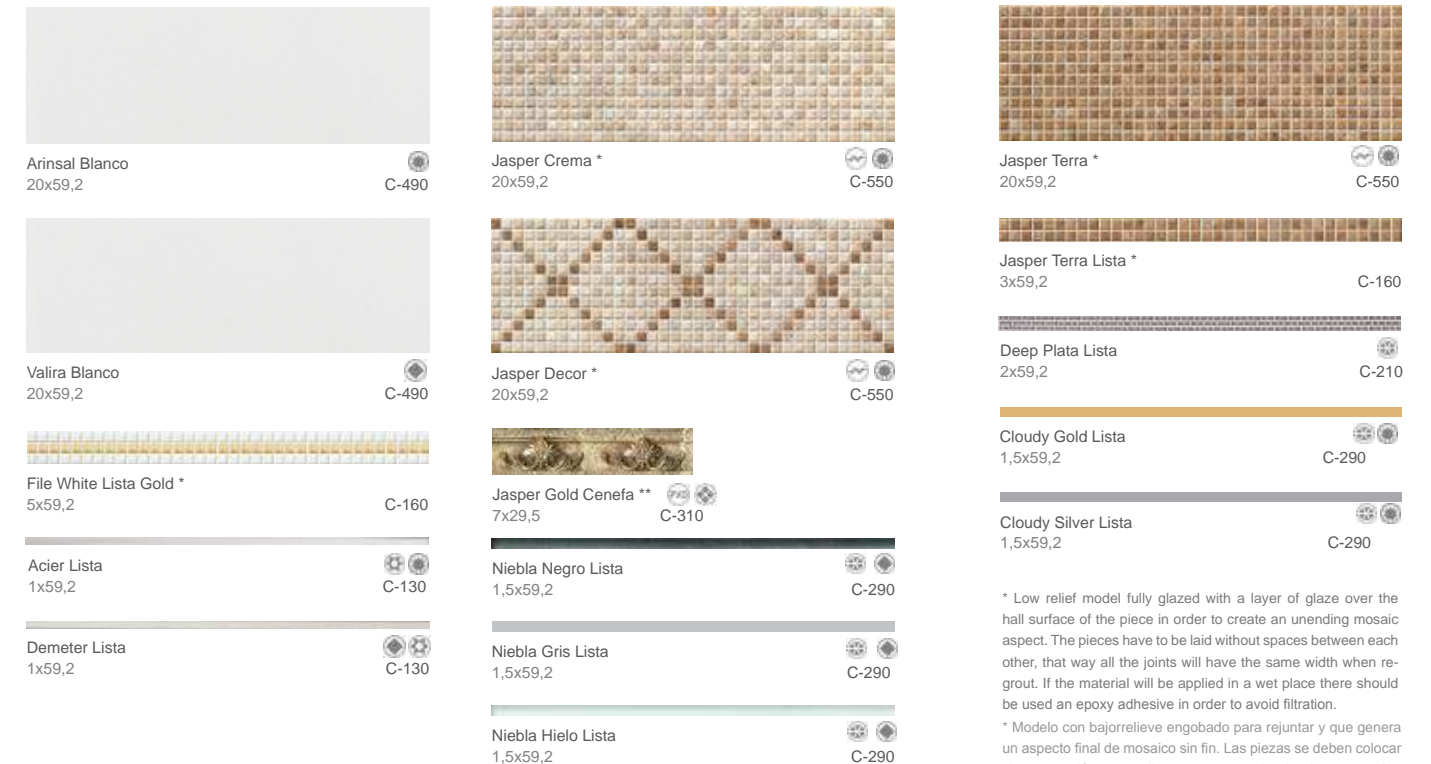 Arinsal Blanco
20x59,2 C-490
Valira Blanco
20x59,2 C-490
File White Lista Gold *
5x59,2 C-160
Acier Lista
1x59,2 C-130
Demeter Lista
1x59,2 C-130
Jasper Crema *
20x59,2 C-550
Jasper Decor *
20x59,2 C-550
Jasper Gold Cenefa **
7x29,5 C-310
Niebla Negro Lista
1,5x59,2 C-290
Niebla Gris Lista
1,5x59,2 C-290
Niebla Hielo Lista
1,5x59,2 C-290
Jasper Terra *
20x59,2 C-550
Jasper Terra Lista *
3x59,2 C-160
Deep Plata Lista
2x59,2 C-210
Cloudy Gold Lista
1,5x59,2 C-290
Cloudy Silver Lista
1,5x59,2 C-290
* Low relief model fully glazed with a layer of glaze over the
hall surface of the piece in order to create an unending mosaic
aspect. The pieces have to be laid without spaces between each
other, that way all the joints will have the same width when re-
grout. If the material will be applied in a wet place there should
be used an epoxy adhesive in order to avoid filtration.
* Modelo con bajorrelieve engobado para rejuntar y que genera
un aspecto final de mosaico sin fin. Las piezas se deben colocar